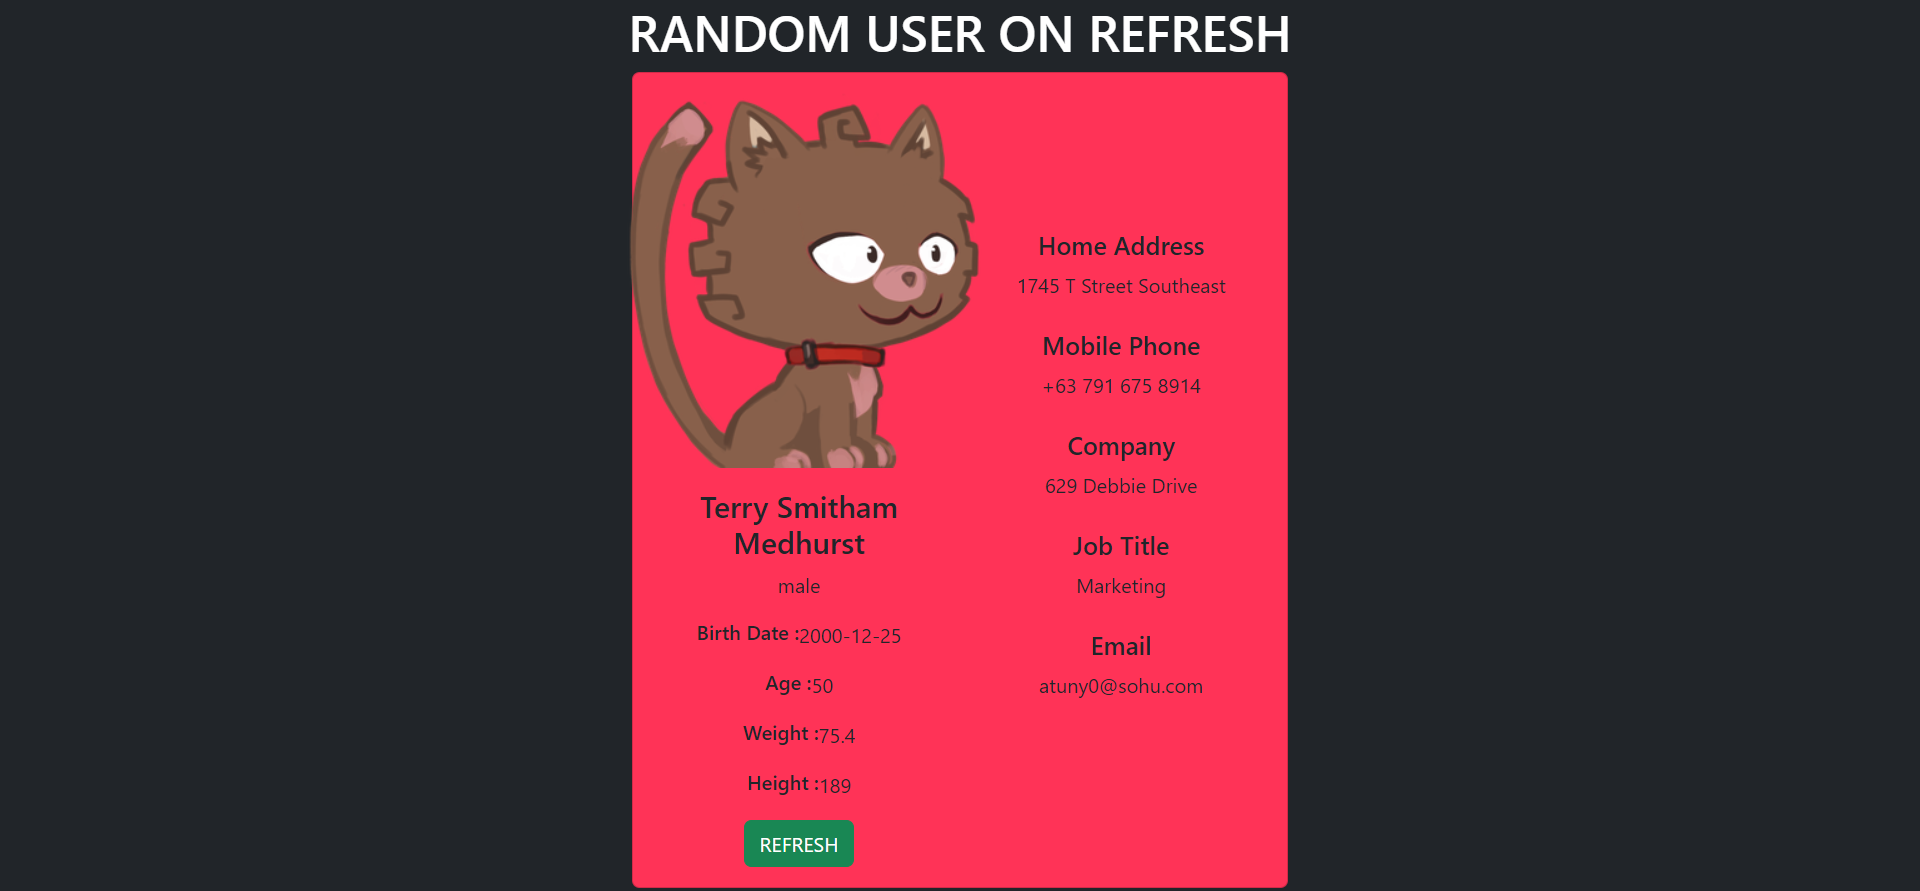 RANDOM USER ON REFRESH
Terry Smitham
Medhurst
male
Birth Date :2000-12-25
Age :50
Weight :75.4
Height :189
REFRESH
Home Address
1745 T Street Southeast
Mobile Phone
+63 791 675 8914
Company
629 Debbie Drive
Job Title
Marketing
Email
atuny0@sohu.com